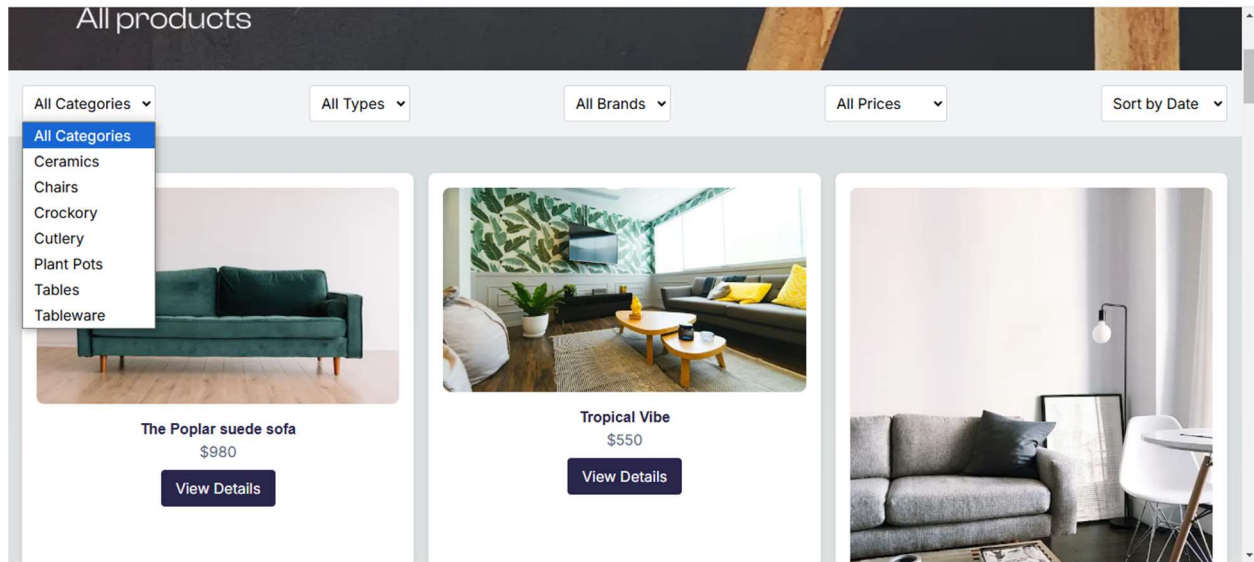 All products
All Categories
All Types
All Brands
All Prices
Sort by Date
All Categories
Ceramics
Chairs
Crockory
Cutlery
Plant Pots
Tables
Tableware
The Poplar suede sofa
$980
View Details
Tropical Vibe
$550
View Details